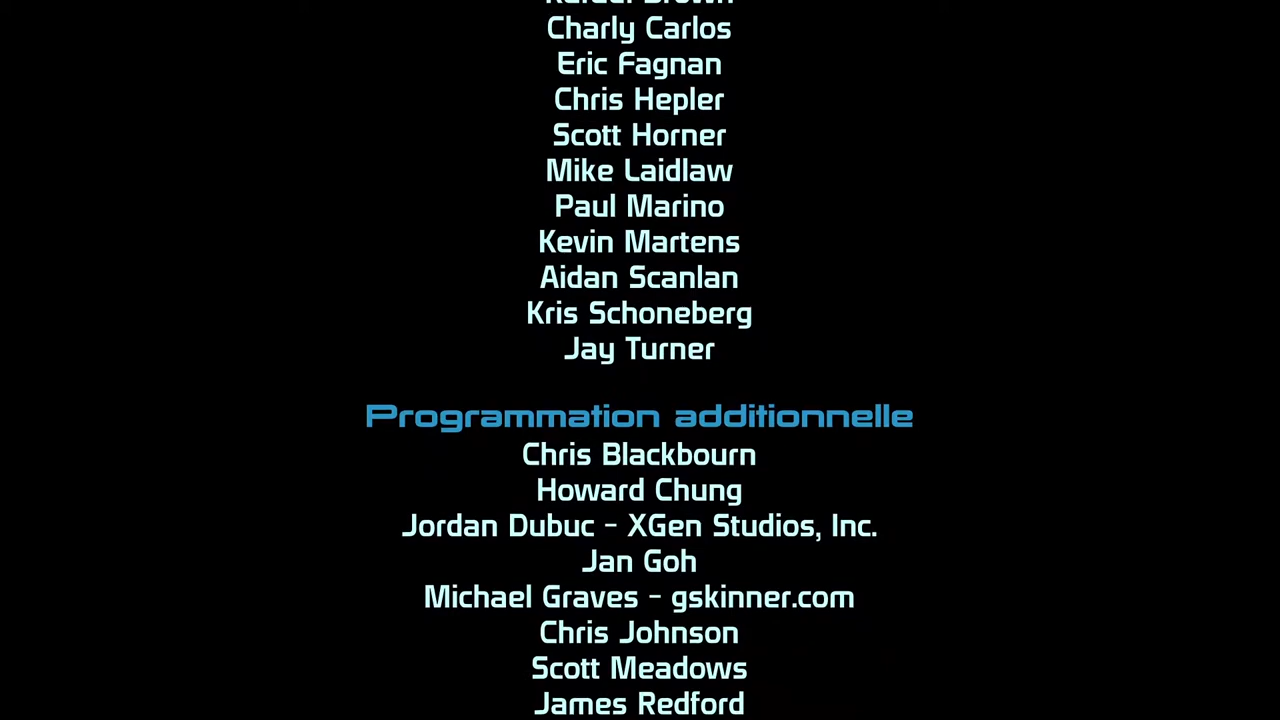 Charly Carlos
Eric Fagnan
Chris Hepler
Scott Horner
Mike Laidlaw
Paul Marino
Kevin Martens
Aidan Scanlan
Kris Schoneberg
Jay Turner
Programmation additionnelle
Chris Blackbourn
Howard Chung
Jordan Dubuc - XGen Studios, Inc.
Jan Goh
Michael Graves - gskinner.com
Chris Johnson
Scott Meadows
James Redford